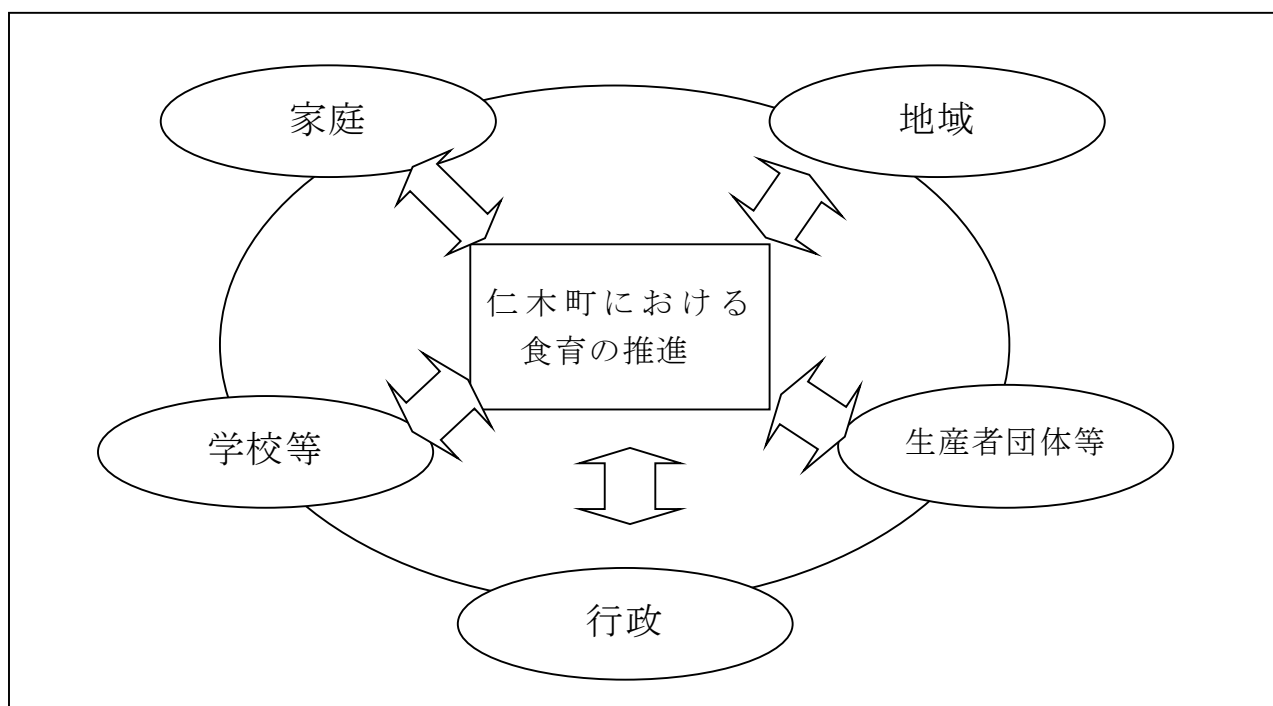 家庭
地域
仁木町における
食育の推進
学校等
生産者団体等
行政